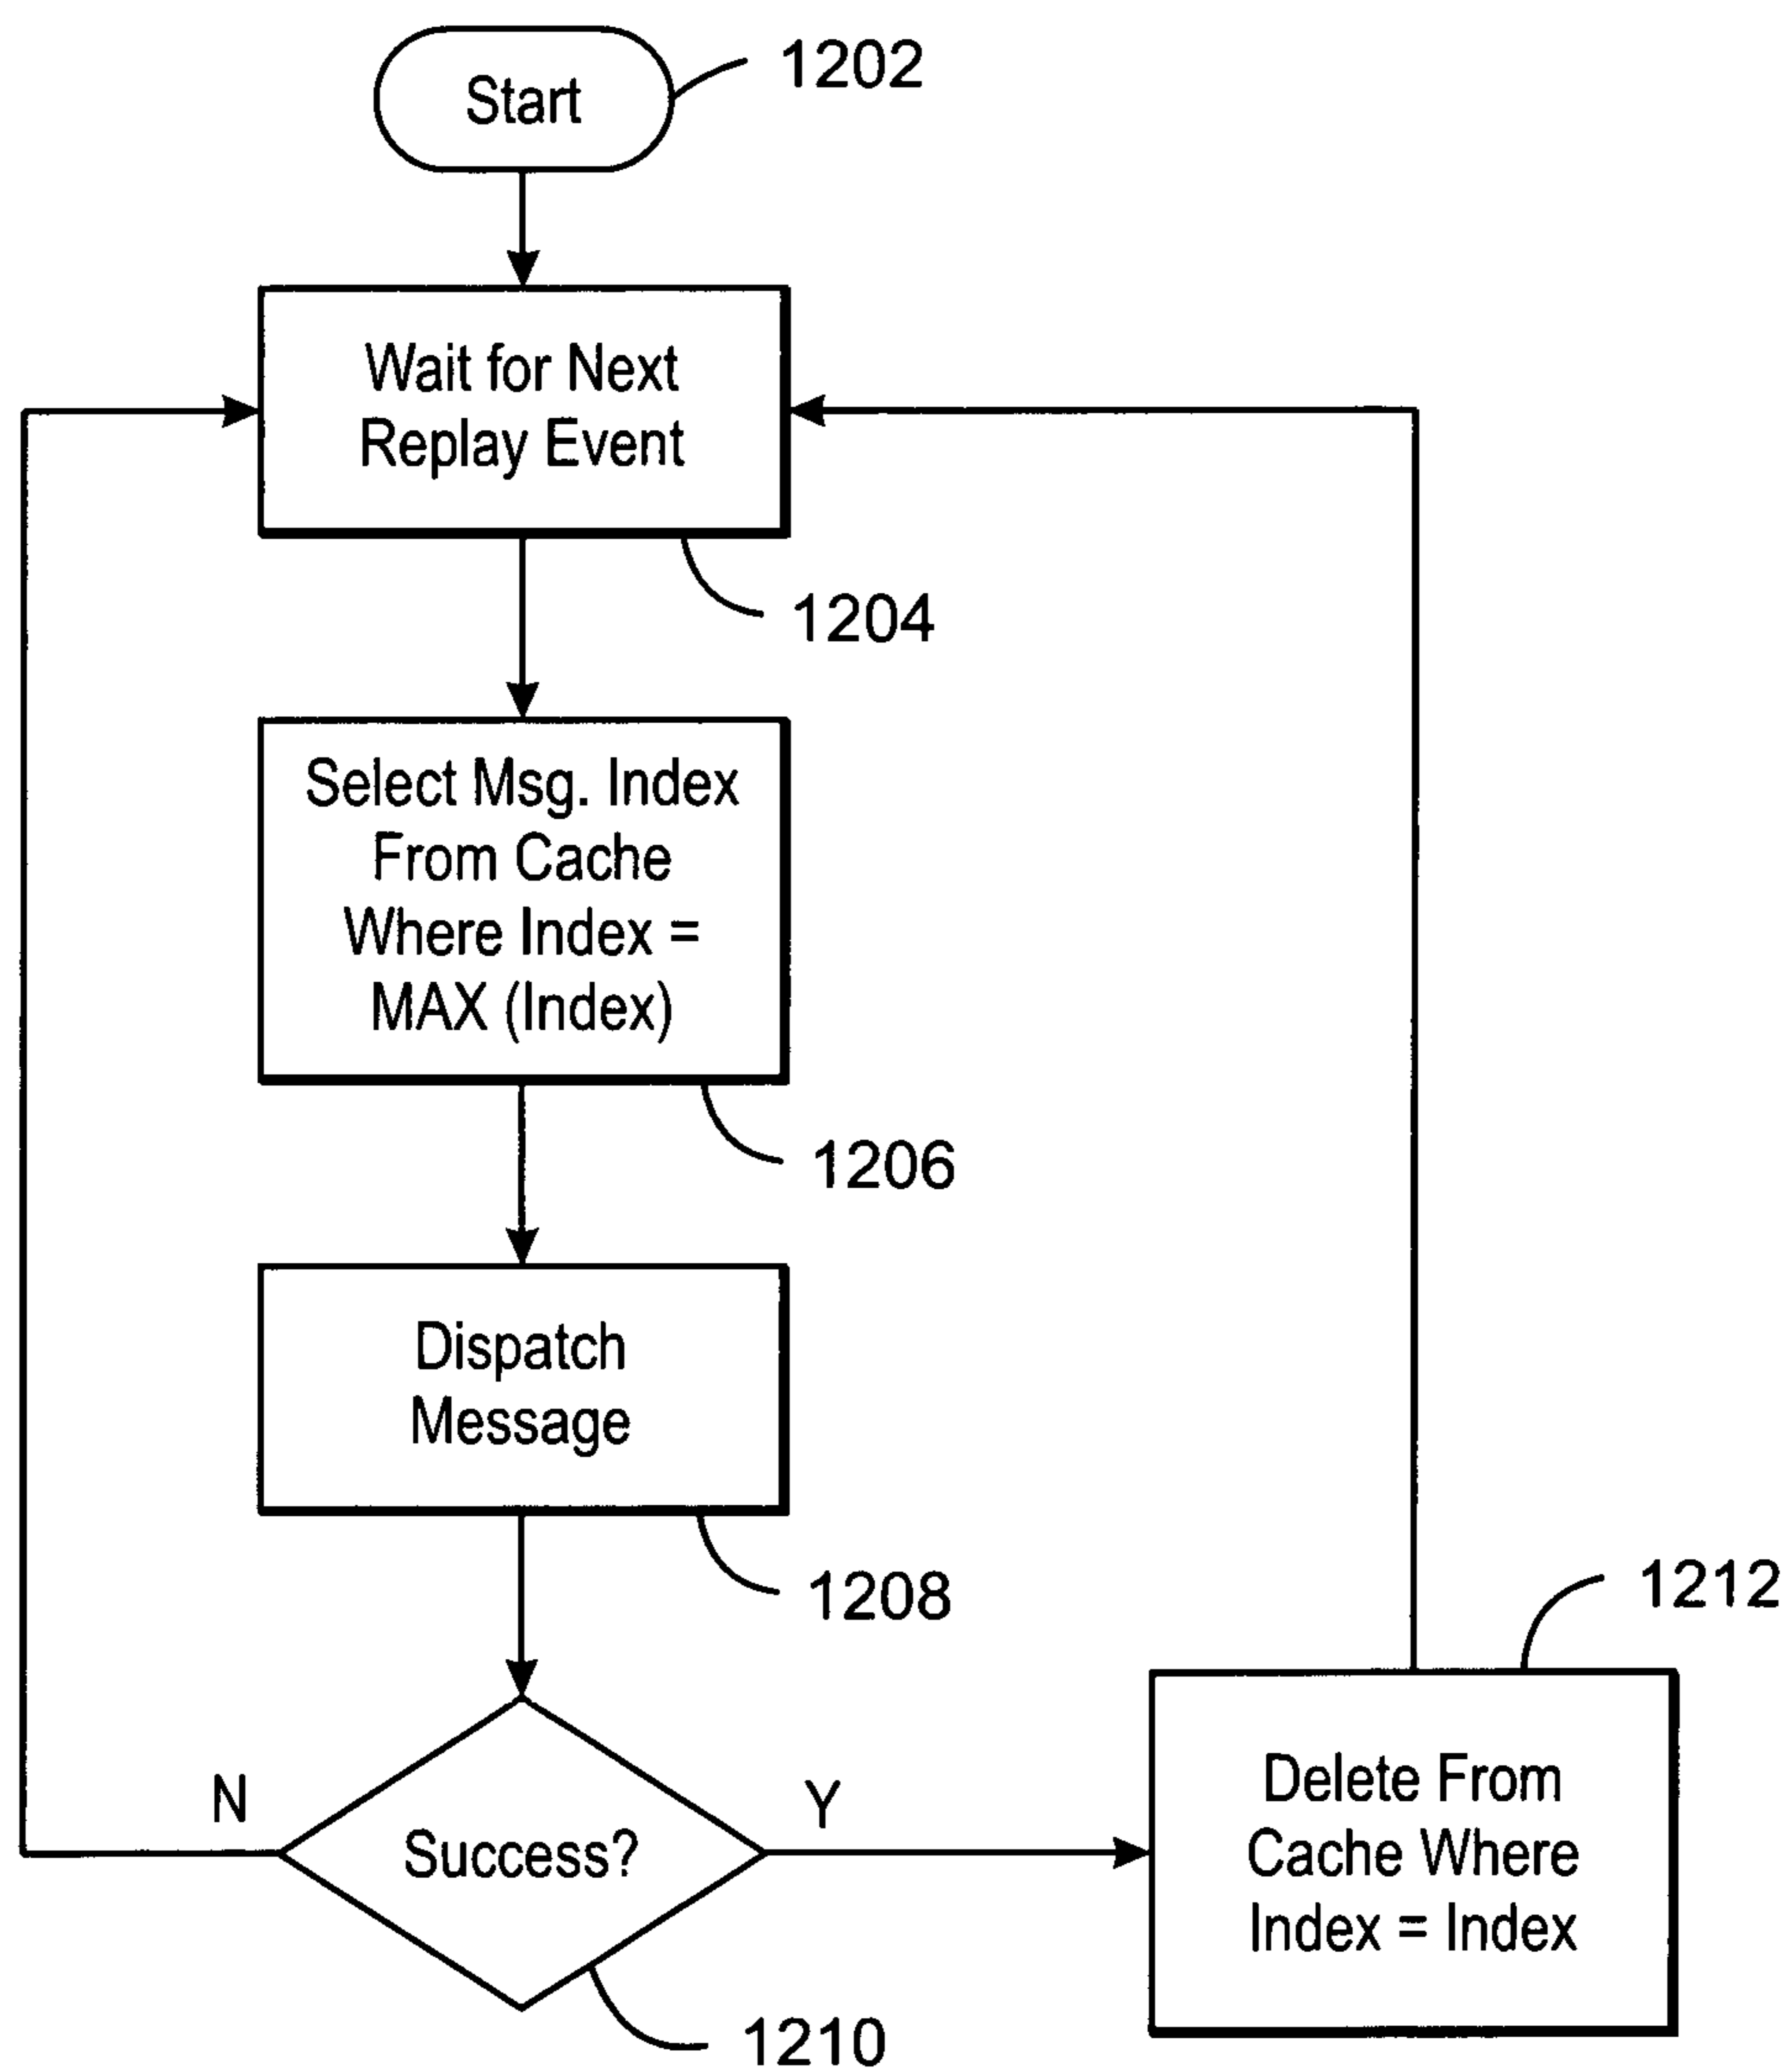 Start
1202
Wait for Next
Replay Event
1204
Select Msg. Index
From Cache
Where Index =
MAX (Index)
1206
Dispatch
Message
1208
1212
N
Success?
Y
Delete From
Cache Where
Index = Index
1210